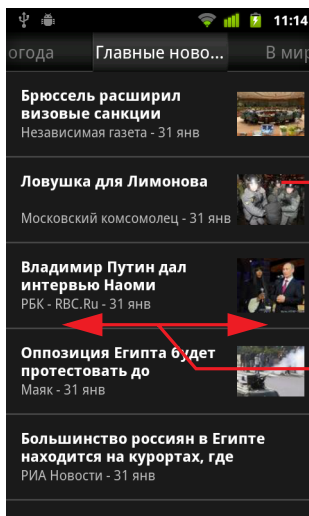 11:14
огода Главные ново... В мир
Брюссель расширил
визовые санкции
Независимая газета - 31 янв
Ловушка для Лимонова
Московский комсомолец - 31 янв
Владимир Путин дал
интервью Наоми
РБК - RBC.Ru - 31 янв
Оппозиция Египта будет
протестовать до
Маяк - 31 янв
Большинство россиян в Египте
находится на курортах, где
РИА Новости - 31 янв